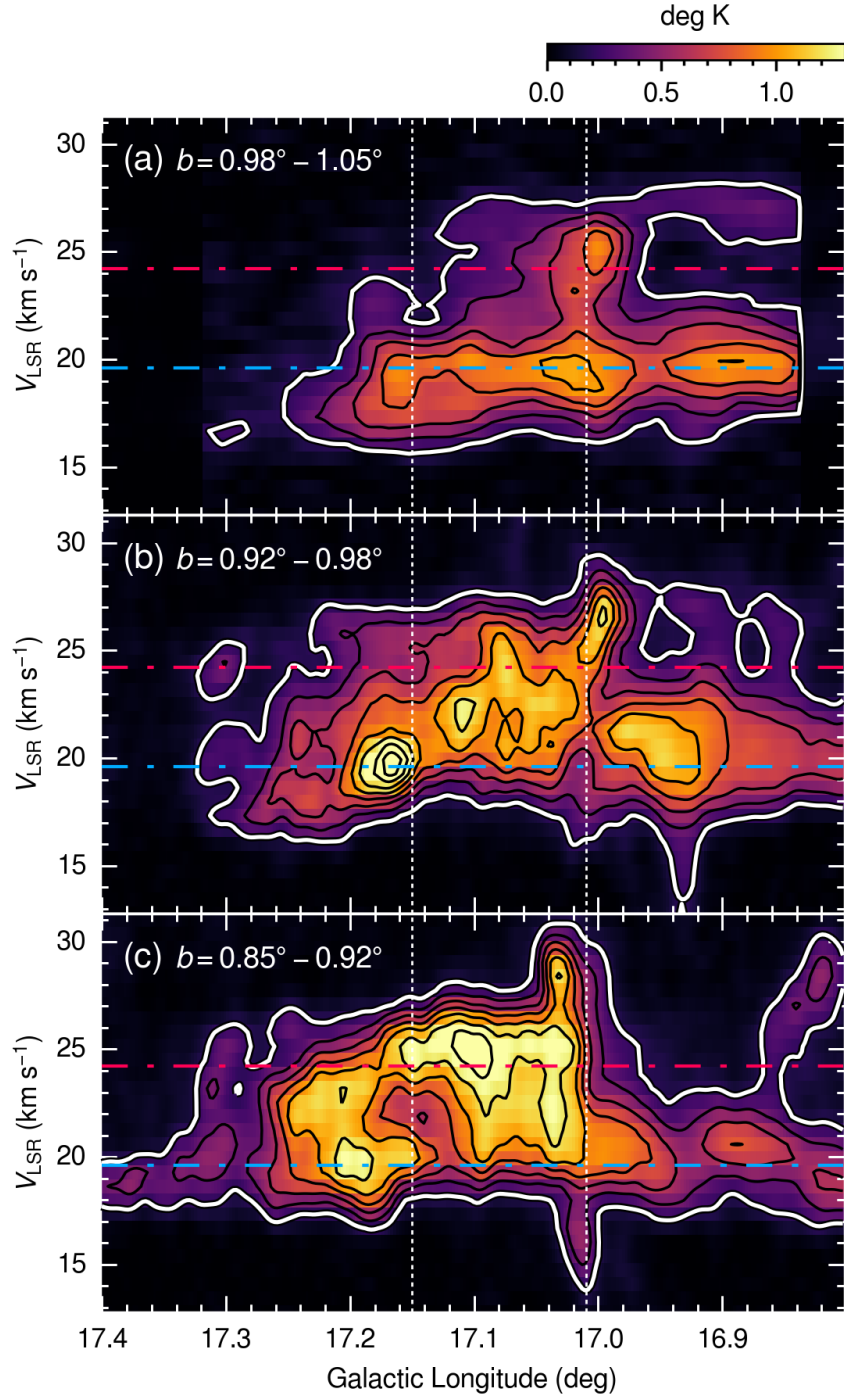 deg K
0.0 0.5 1.0
(a) b = 0.98° – 1.05°
30
25
20
15
V_LSR (km s⁻¹)
(b) b = 0.92° – 0.98°
30
25
20
15
V_LSR (km s⁻¹)
(c) b = 0.85° – 0.92°
30
25
20
15
V_LSR (km s⁻¹)
17.4 17.3 17.2 17.1 17.0 16.9
Galactic Longitude (deg)